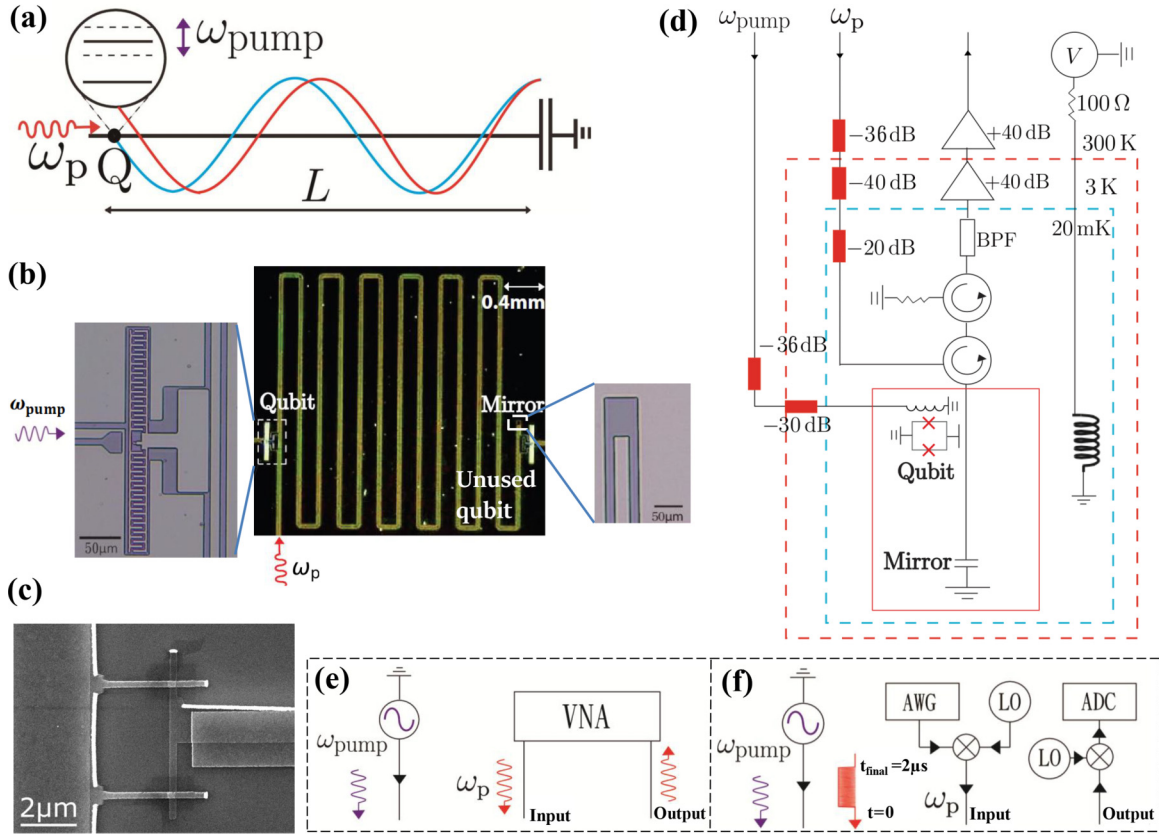 (a)
ω_pump
ω_p
Q
L
(b)
ω_pump
50μm
Qubit
0.4mm
Mirror
Unused
qubit
ω_p
50μm
(c)
2μm
(d)
ω_pump
ω_p
V
100 Ω
300 K
−36 dB
+40 dB
−40 dB
+40 dB
3 K
20 mK
−20 dB
BPF
−36 dB
−30 dB
Qubit
Mirror
(e)
ω_pump
VNA
ω_p
Input
Output
(f)
ω_pump
t_final =2μs
t=0
AWG
LO
ω_p
Input
ADC
LO
Output